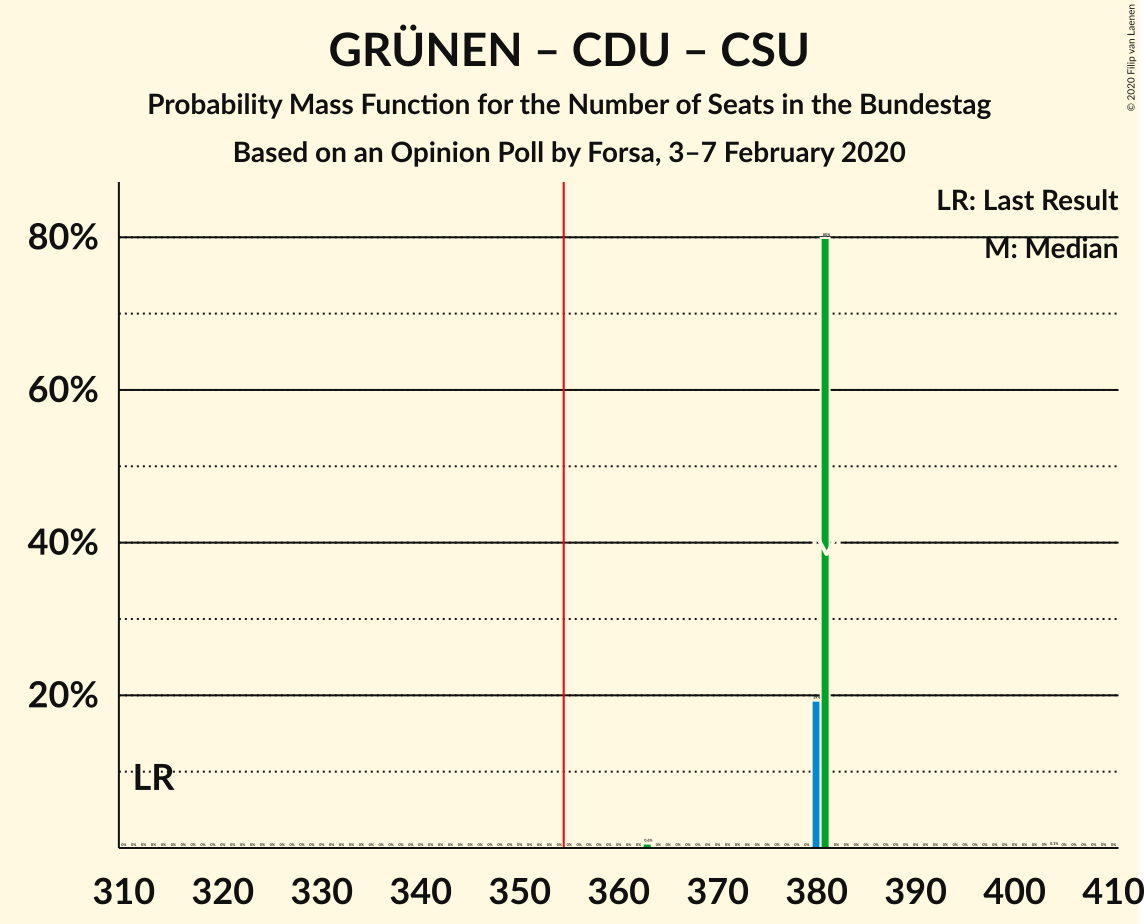 GRÜNEN – CDU – CSU
Probability Mass Function for the Number of Seats in the Bundestag
Based on an Opinion Poll by Forsa, 3–7 February 2020
© 2020 Filip van Laenen
LR: Last Result
M: Median
80%
60%
40%
20%
LR
M
310 320 330 340 350 360 370 380 390 400 410